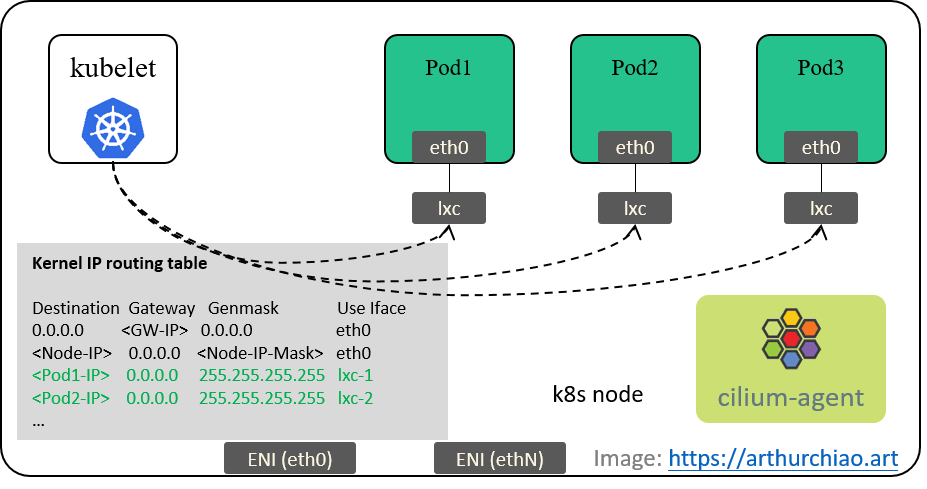 kubelet
Pod1
Pod2
Pod3
eth0
eth0
eth0
lxc
lxc
lxc
Kernel IP routing table
Destination Gateway Genmask Use Iface
0.0.0.0 <GW-IP> 0.0.0.0 eth0
<Node-IP> 0.0.0.0 <Node-IP-Mask> eth0
<Pod1-IP> 0.0.0.0 255.255.255.255 lxc-1
<Pod2-IP> 0.0.0.0 255.255.255.255 lxc-2
...
k8s node
cilium-agent
ENI (eth0)
ENI (ethN)
Image: https://arthurchiao.art